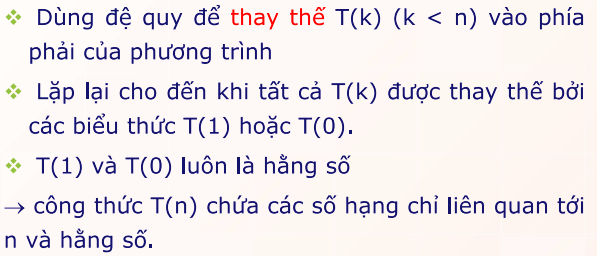 ❖ Dùng đệ quy để thay thế T(k) (k < n) vào phía
phải của phương trình
❖ Lặp lại cho đến khi tất cả T(k) được thay thế bởi
các biểu thức T(1) hoặc T(0).
❖ T(1) và T(0) luôn là hằng số
→ công thức T(n) chứa các số hạng chỉ liên quan tới
n và hằng số.